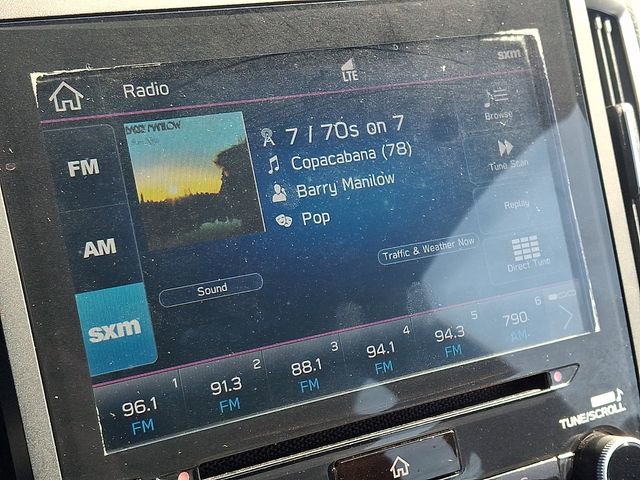 sxm
LTE
Radio
BARRY MANILOW
7 / 70s on 7
Copacabana (78)
Barry Manilow
Pop
Browse
Tune Scan
Replay
Direct Tune
FM
AM
sxm
Traffic & Weather Now
Sound
96.1 1
FM
91.3 2
FM
88.1 3
FM
94.1 4
FM
94.3 5
FM
790 6
AM
TUNE/SCROLL